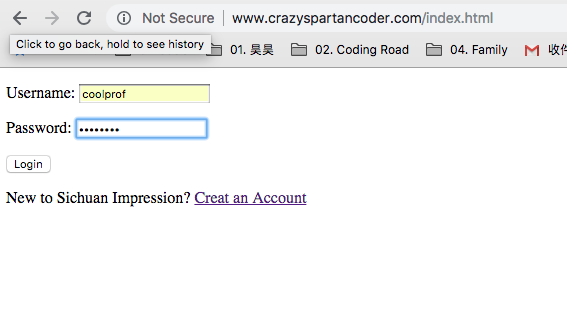 Not Secure | www.crazyspartancoder.com/index.html
Click to go back, hold to see history
01. 昊昊 02. Coding Road 04. Family 收件
Username: coolprof
Password: ••••••••
Login
New to Sichuan Impression? Creat an Account